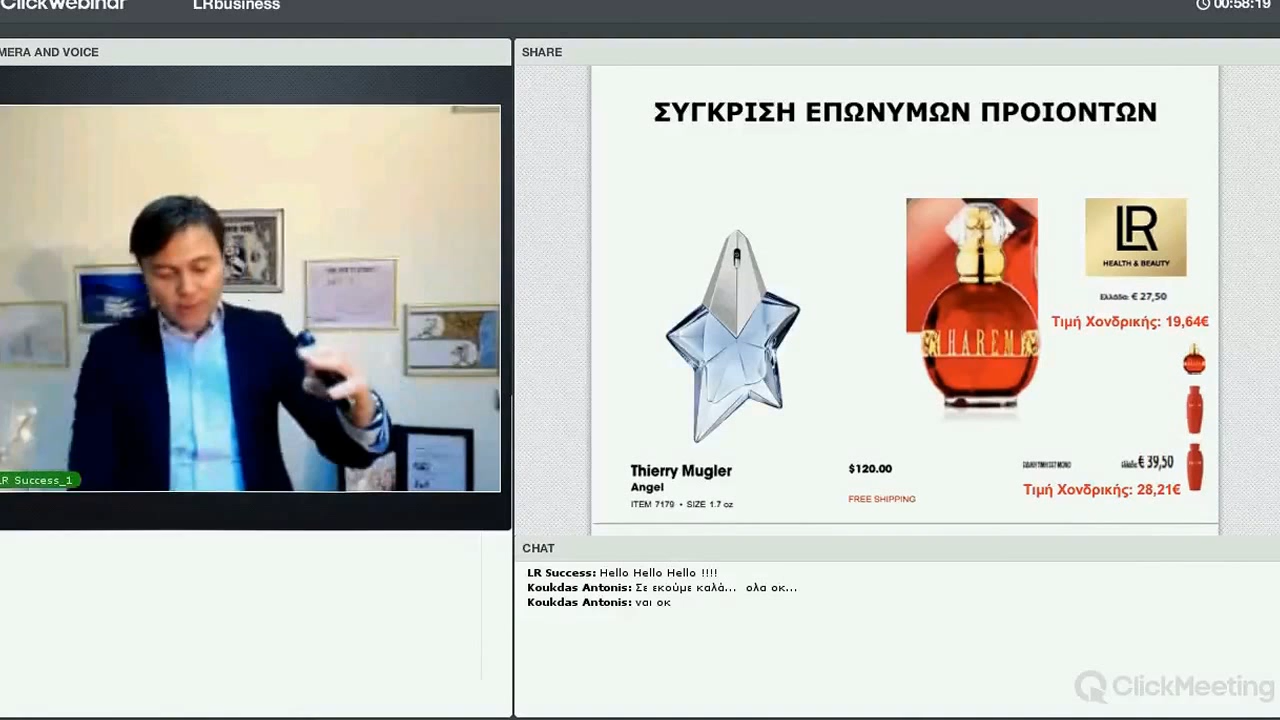 ClickWebinar
LRbusiness
00:58:19
MERA AND VOICE
LR Success_1
SHARE
ΣΥΓΚΡΙΣΗ ΕΠΩΝΥΜΩΝ ΠΡΟΙΟΝΤΩΝ
HAREM
LR
HEALTH & BEAUTY
Ελλάδα: € 27,50
Τιμή Χονδρικής: 19,64€
Thierry Mugler
Angel
ITEM 7179 • SIZE 1.7 oz
$120.00
FREE SHIPPING
ελλάδα: € 39,50
Τιμή Χονδρικής: 28,21€
CHAT
LR Success: Hello Hello Hello !!!!
Koukdas Antonis: Σε εκούμε καλά... ολα οκ...
Koukdas Antonis: ναι οκ
ClickMeeting